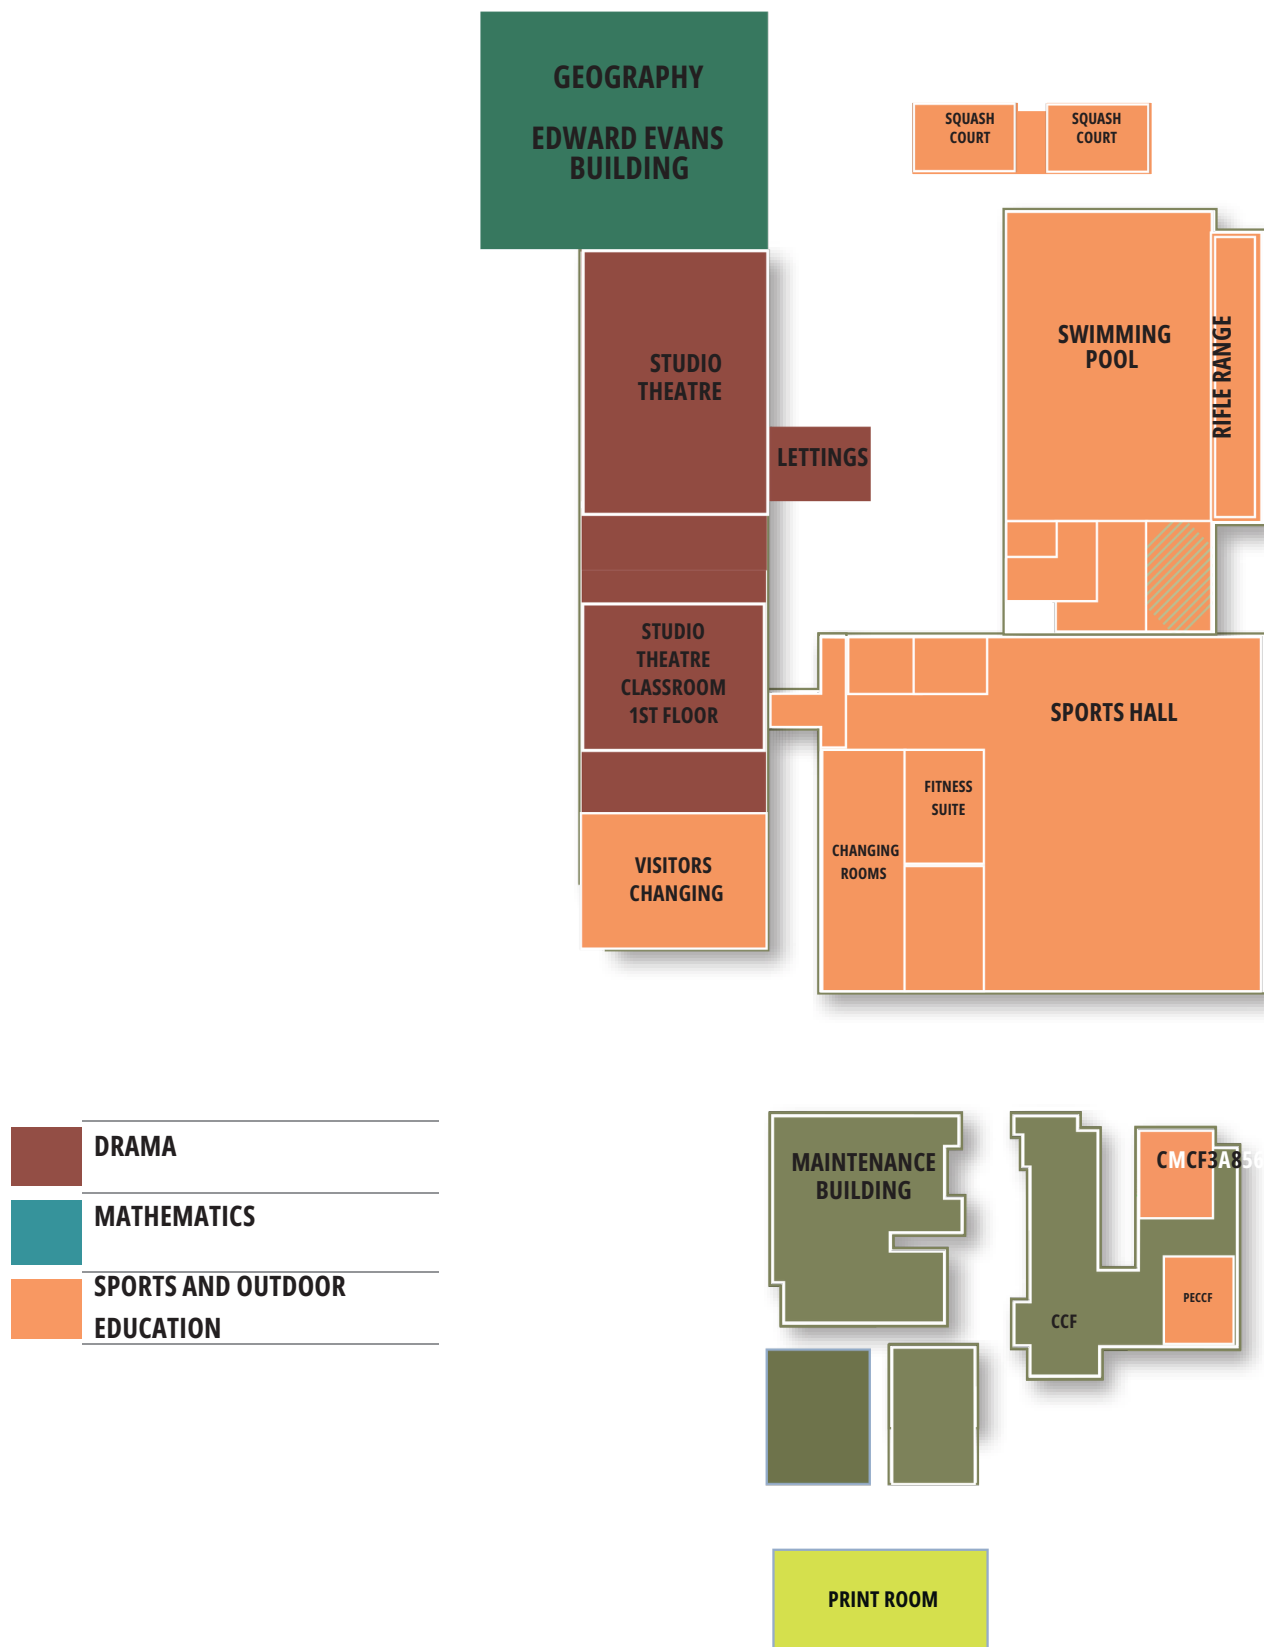 GEOGRAPHY
EDWARD EVANS
BUILDING
SQUASH
COURT
SQUASH
COURT
STUDIO
THEATRE
SWIMMING
POOL
RIFLE RANGE
LETTINGS
STUDIO
THEATRE
CLASSROOM
1ST FLOOR
SPORTS HALL
FITNESS
SUITE
CHANGING
ROOMS
VISITORS
CHANGING
DRAMA
MATHEMATICS
SPORTS AND OUTDOOR
EDUCATION
MAINTENANCE
BUILDING
CMCF3A856
CCF
PECCF
PRINT ROOM